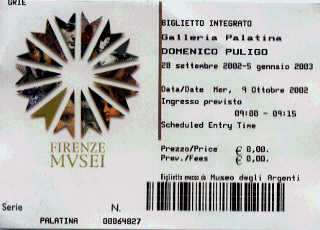 GRIE
BIGLIETTO INTEGRATO
Galleria Palatina
DOMENICO PULIGO
28 settembre 2002-5 gennaio 2003
Data/Date Mer, 9 Ottobre 2002
Ingresso previsto
09:00 - 09:15
Scheduled Entry Time
Prezzo/Price € 0,00.
Prev./Fees € 0,00.
Biglietto emesso da Museo degli Argenti
FIRENZE
MVSEI
Serie N.
PALATINA 00064827